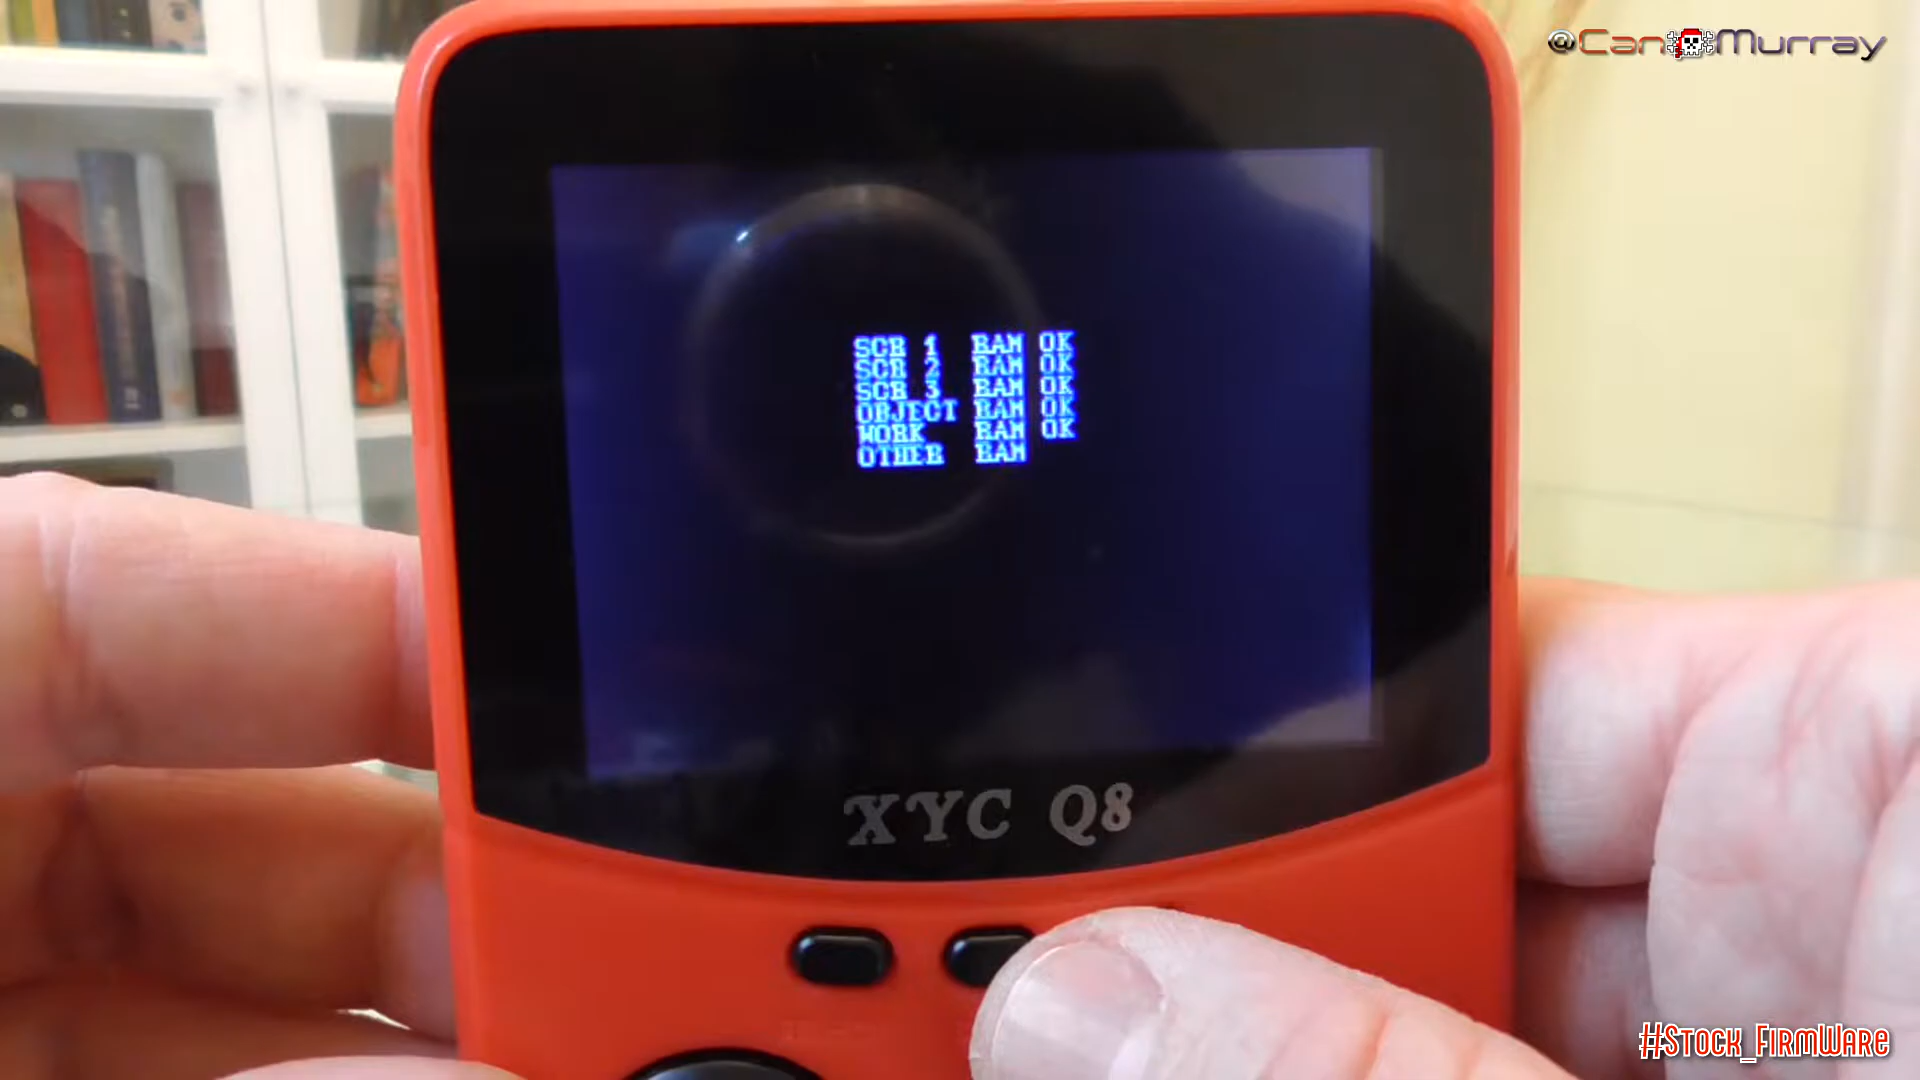 @CanalMurray
SCR 1 RAM OK
SCR 2 RAM OK
SCR 3 RAM OK
OBJECT RAM OK
WORK RAM OK
OTHER RAM
XYC Q8
#Stock_FirmWare